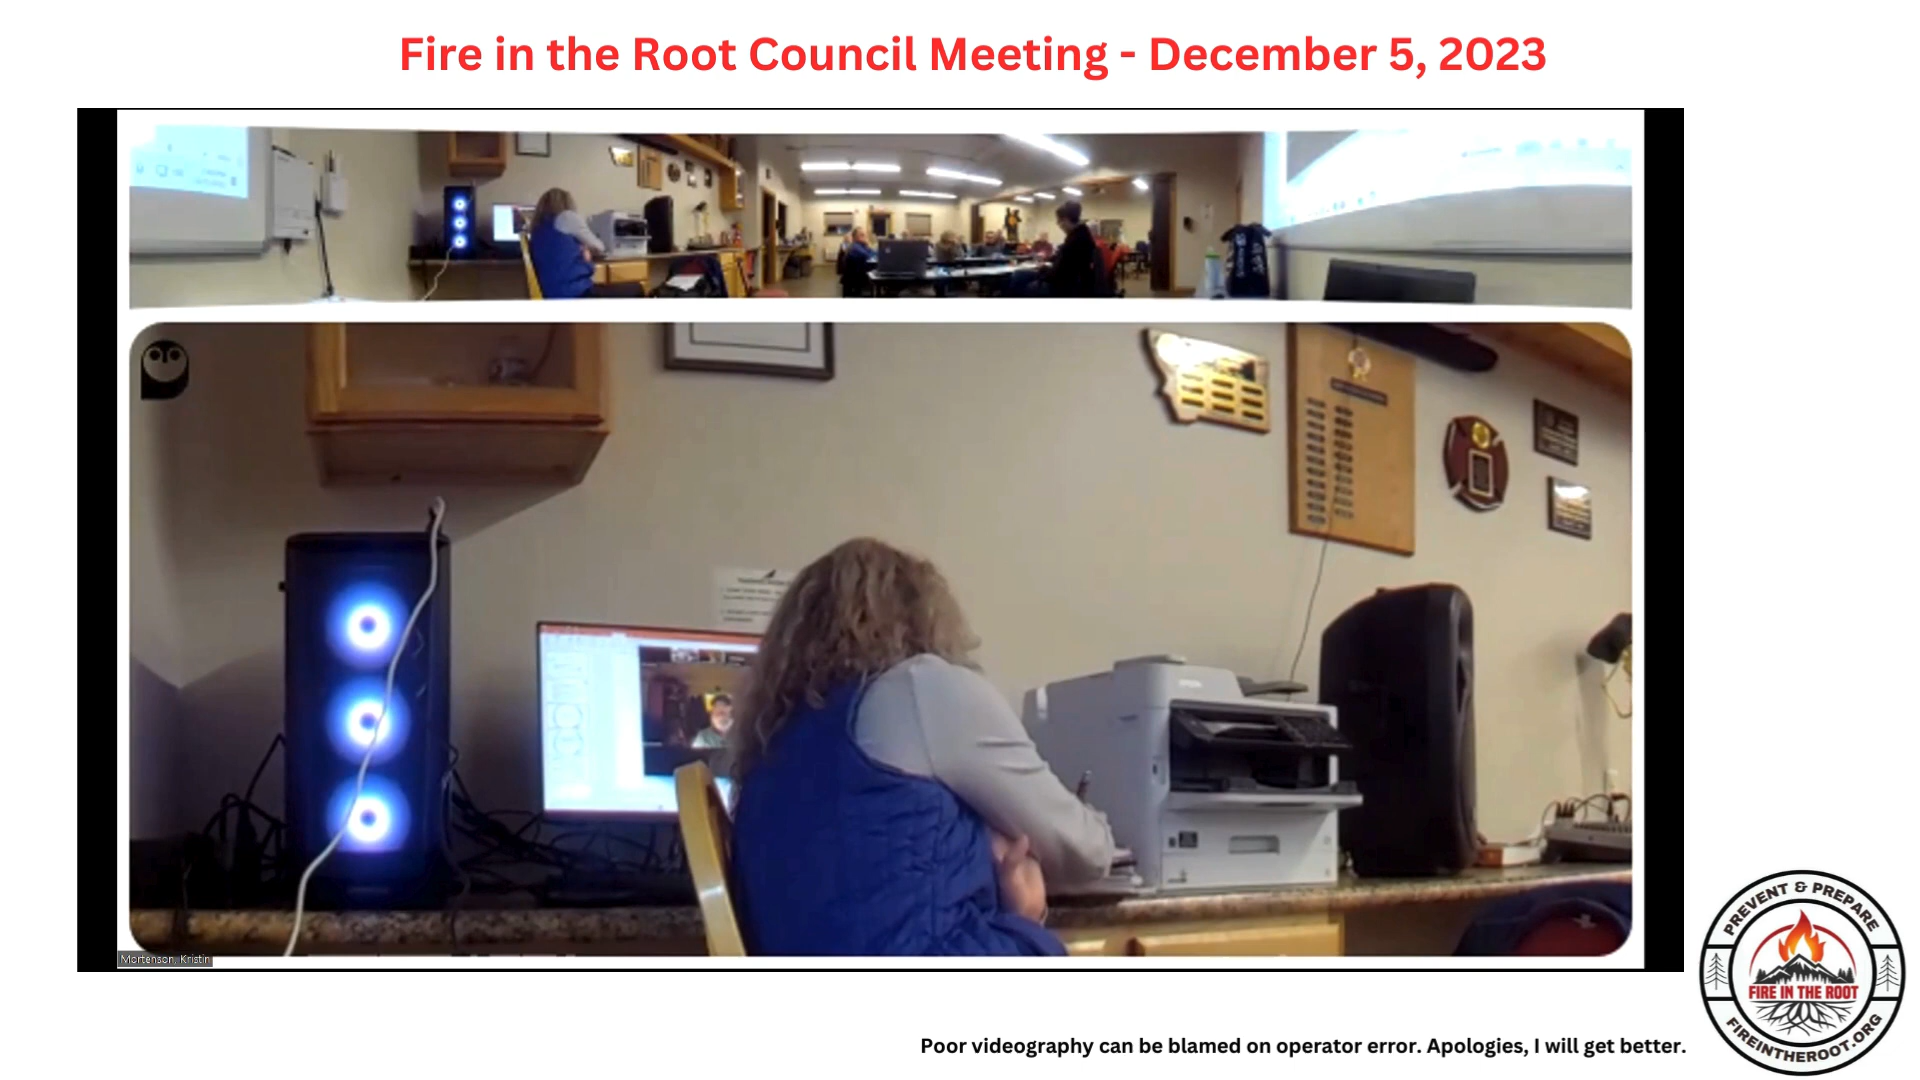 Fire in the Root Council Meeting - December 5, 2023
EPSON
Mortenson, Kristin
PREVENT & PREPARE
FIRE IN THE ROOT
FIREINTHEROOT.ORG
Poor videography can be blamed on operator error. Apologies, I will get better.